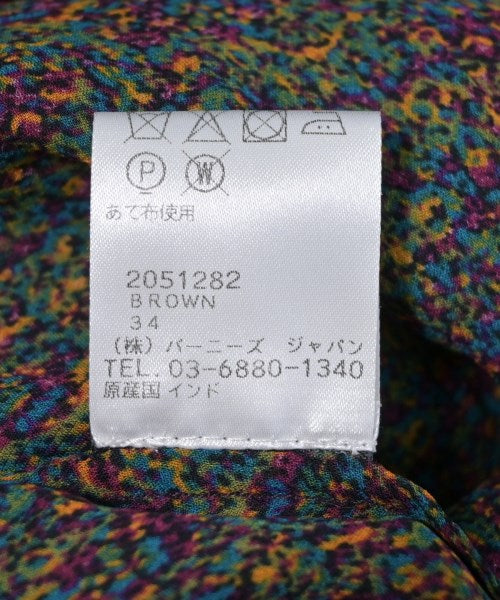 P W
あて布使用
2051282
BROWN
34
(株) バーニーズ ジャパン
TEL. 03-6880-1340
原産国 インド